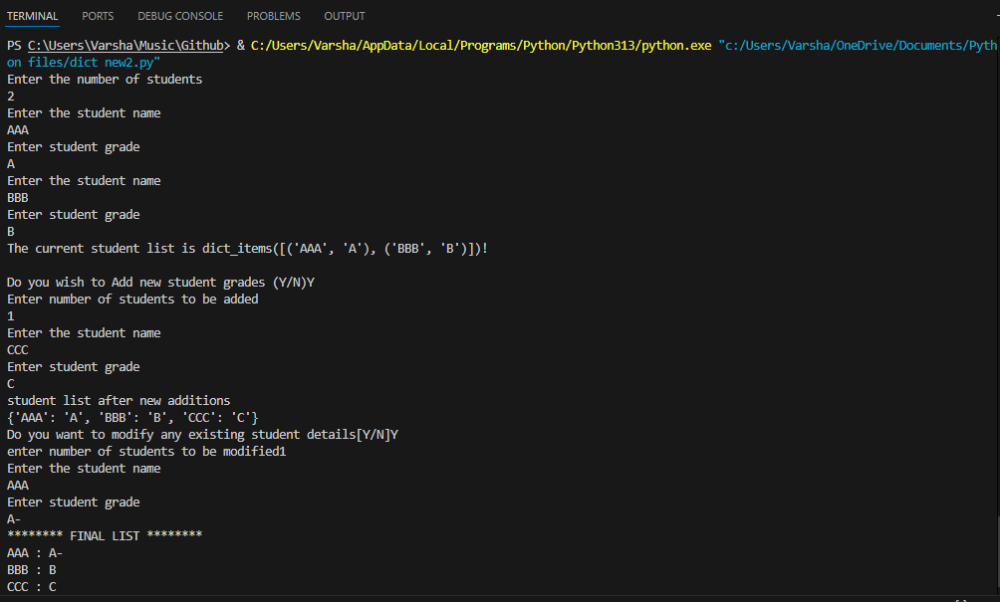 TERMINAL PORTS DEBUG CONSOLE PROBLEMS OUTPUT
PS C:\Users\Varsha\Music\Github> & C:/Users/Varsha/AppData/Local/Programs/Python/Python313/python.exe "c:/Users/Varsha/OneDrive/Documents/Pyth
on files/dict new2.py"
Enter the number of students
2
Enter the student name
AAA
Enter student grade
A
Enter the student name
BBB
Enter student grade
B
The current student list is dict_items([('AAA', 'A'), ('BBB', 'B')])!
Do you wish to Add new student grades (Y/N)Y
Enter number of students to be added
1
Enter the student name
CCC
Enter student grade
C
student list after new additions
{'AAA': 'A', 'BBB': 'B', 'CCC': 'C'}
Do you want to modify any existing student details[Y/N]Y
enter number of students to be modified1
Enter the student name
AAA
Enter student grade
A-
******** FINAL LIST ********
AAA : A-
BBB : B
CCC : C